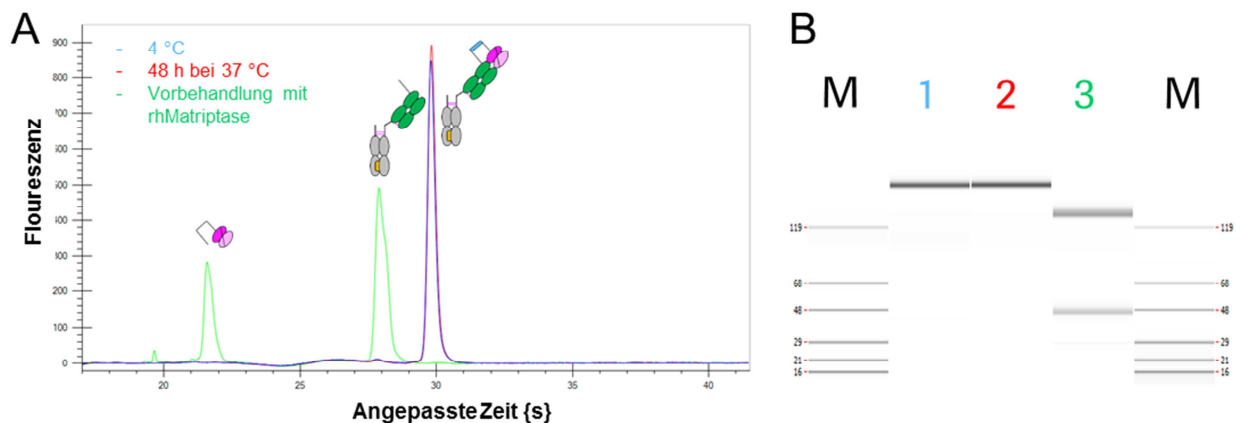 A
- 4 °C
- 48 h bei 37 °C
- Vorbehandlung mit
rhMatriptase
Floureszenz
900
800
700
600
500
400
300
200
100
0
20
25
30
35
40
Angepasste Zeit {s}
B
M 1 2 3 M
119 119
68 68
48 48
29 29
21 21
16 16